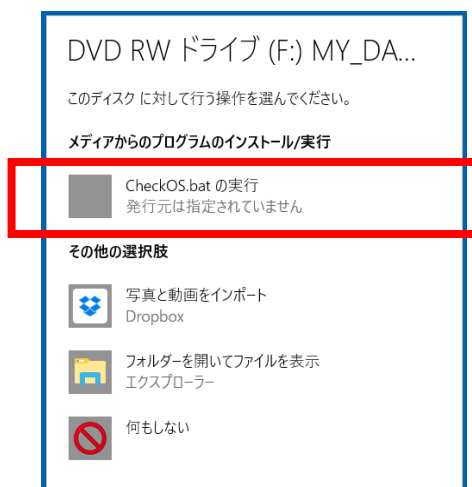 DVD RW ドライブ (F:) MY_DA...
このディスク に対して行う操作を選んでください。
メディアからのプログラムのインストール/実行
CheckOS.bat の実行
発行元は指定されていません
その他の選択肢
写真と動画をインポート
Dropbox
フォルダーを開いてファイルを表示
エクスプローラー
何もしない